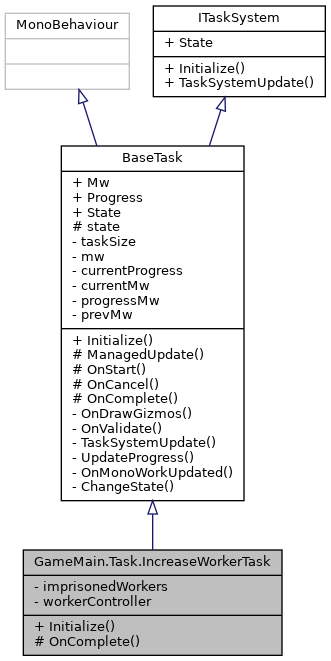 MonoBehaviour
ITaskSystem
+ State
+ Initialize()
+ TaskSystemUpdate()
BaseTask
+ Mw
+ Progress
+ State
# state
- taskSize
- mw
- currentProgress
- currentMw
- progressMw
- prevMw
+ Initialize()
# ManagedUpdate()
# OnStart()
# OnCancel()
# OnComplete()
- OnDrawGizmos()
- OnValidate()
- TaskSystemUpdate()
- UpdateProgress()
- OnMonoWorkUpdated()
- ChangeState()
GameMain.Task.IncreaseWorkerTask
- imprisonedWorkers
- workerController
+ Initialize()
# OnComplete()